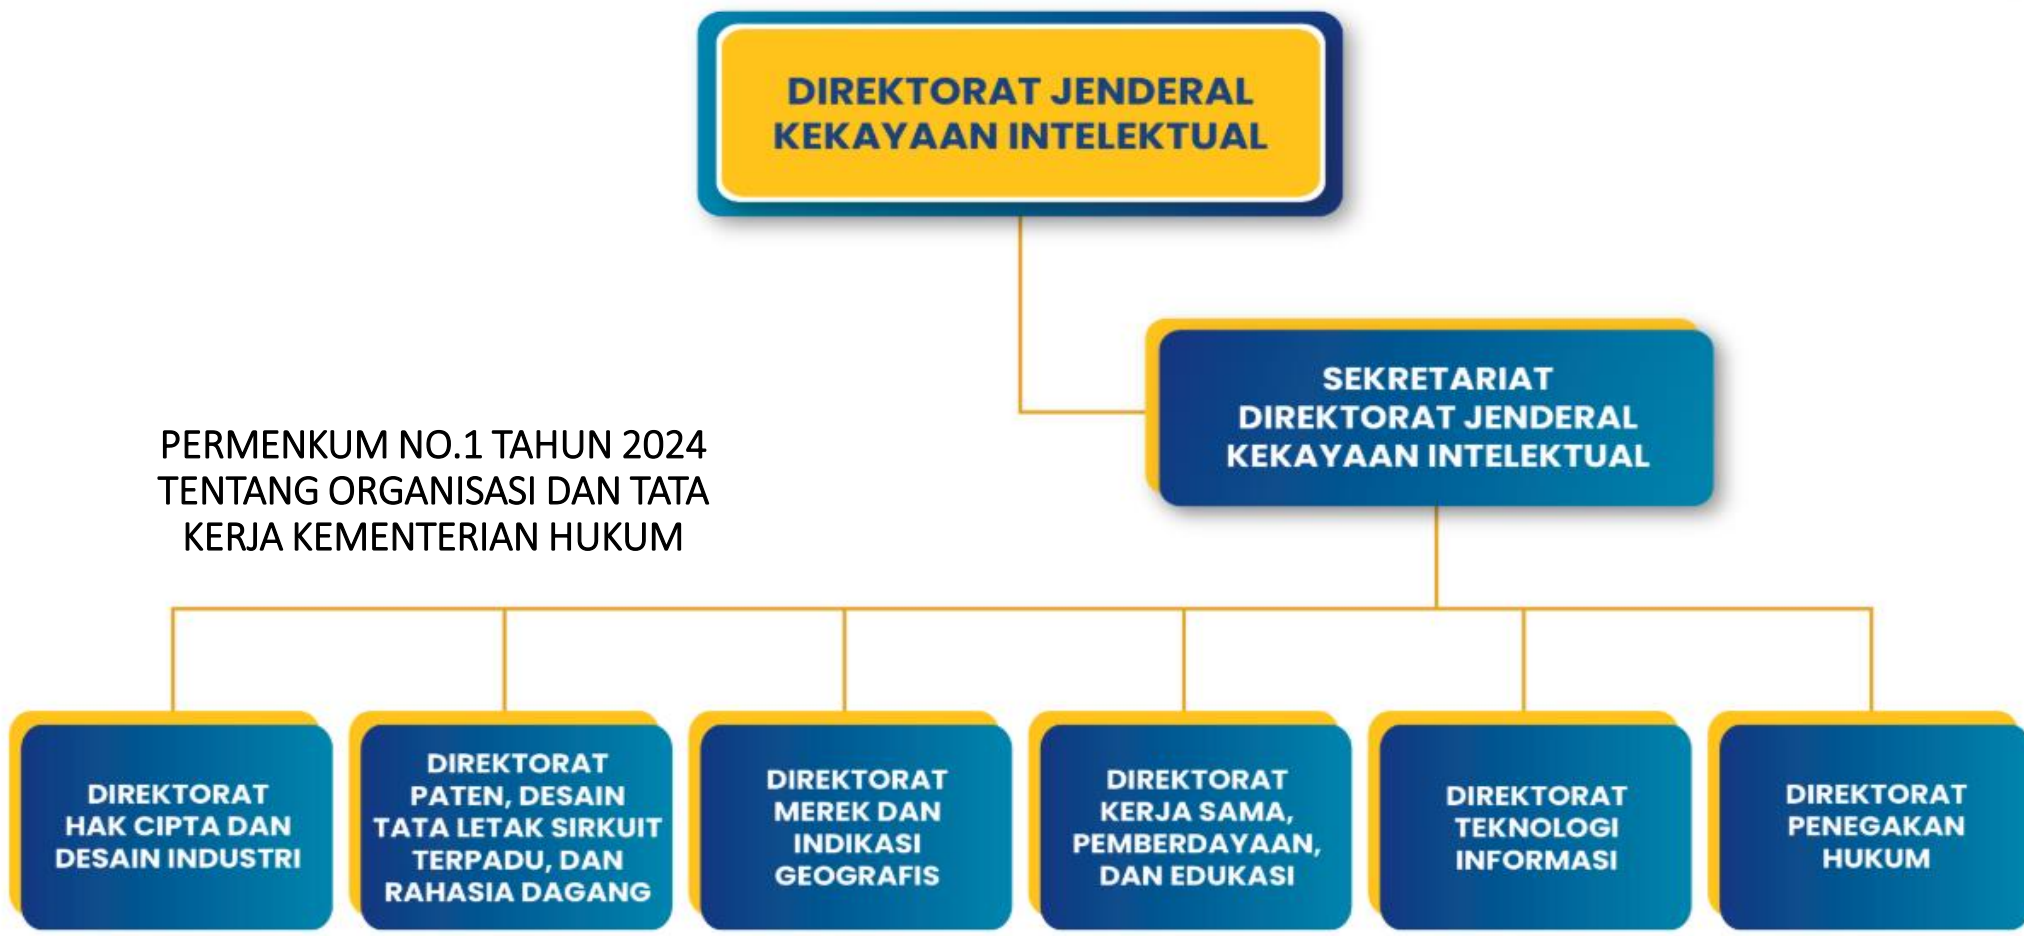 DIREKTORAT JENDERAL
KEKAYAAN INTELEKTUAL
SEKRETARIAT
DIREKTORAT JENDERAL
KEKAYAAN INTELEKTUAL
PERMENKUM NO.1 TAHUN 2024
TENTANG ORGANISASI DAN TATA
KERJA KEMENTERIAN HUKUM
DIREKTORAT
HAK CIPTA DAN
DESAIN INDUSTRI
DIREKTORAT
PATEN, DESAIN
TATA LETAK SIRKUIT
TERPADU, DAN
RAHASIA DAGANG
DIREKTORAT
MEREK DAN
INDIKASI
GEOGRAFIS
DIREKTORAT
KERJA SAMA,
PEMBERDAYAAN,
DAN EDUKASI
DIREKTORAT
TEKNOLOGI
INFORMASI
DIREKTORAT
PENEGAKAN
HUKUM